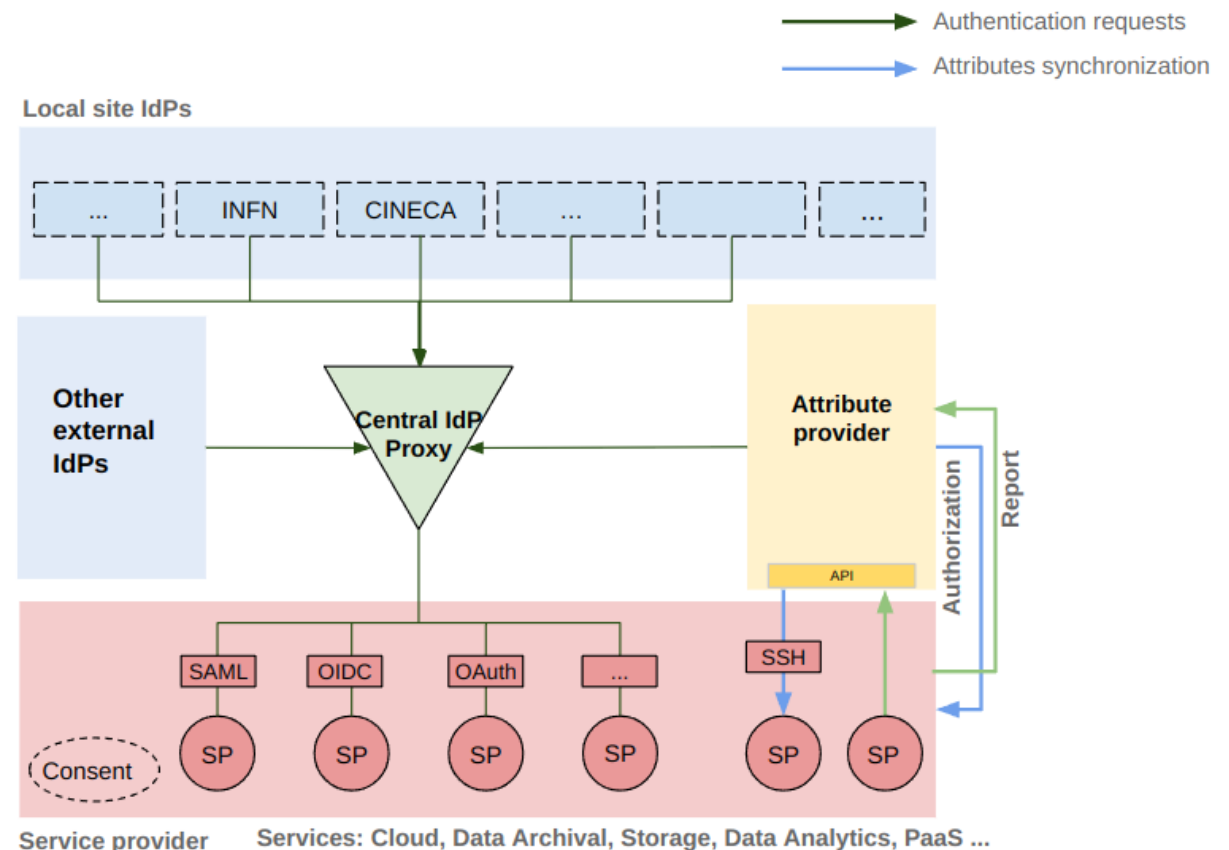 Authentication requests
Attributes synchronization
Local site IdPs
...
INFN
CINECA
...
...
Other
external
IdPs
Central IdP
Proxy
Attribute
provider
API
Authorization
Report
SAML
OIDC
OAuth
...
SSH
SP
SP
SP
SP
SP
SP
Consent
Service provider
Services: Cloud, Data Archival, Storage, Data Analytics, PaaS ...